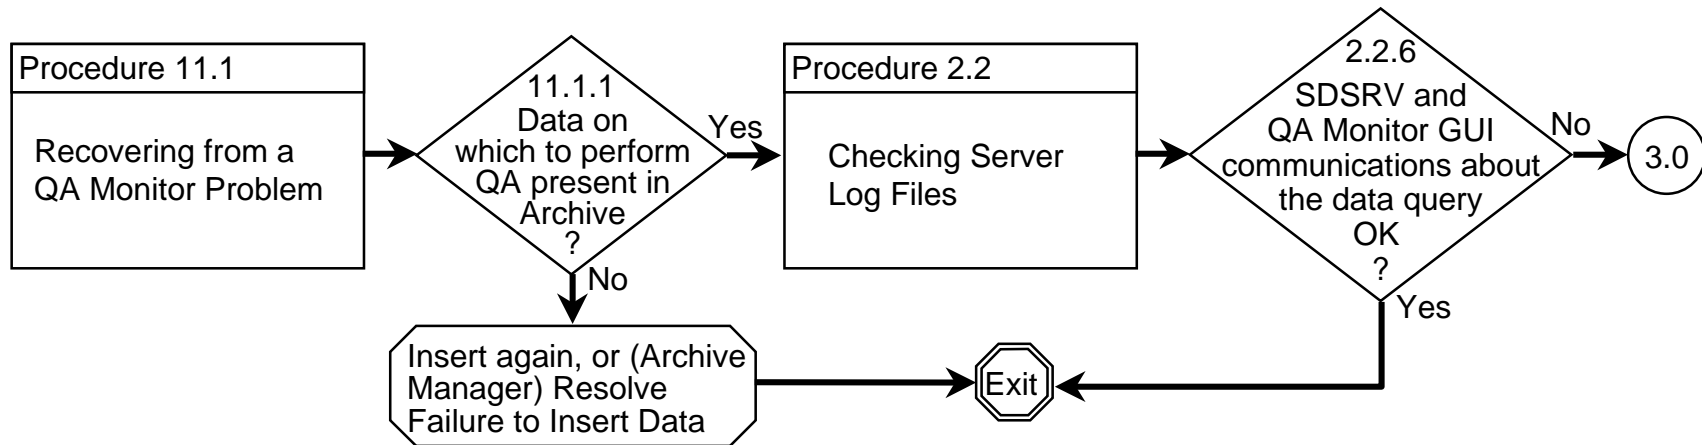 Procedure 11.1
Recovering from a
QA Monitor Problem
11.1.1
Data on
which to perform
QA present in
Archive
?
Yes
No
Procedure 2.2
Checking Server
Log Files
2.2.6
SDSRV and
QA Monitor GUI
communications about
the data query
OK
?
No
Yes
3.0
Insert again, or (Archive
Manager) Resolve
Failure to Insert Data
Exit